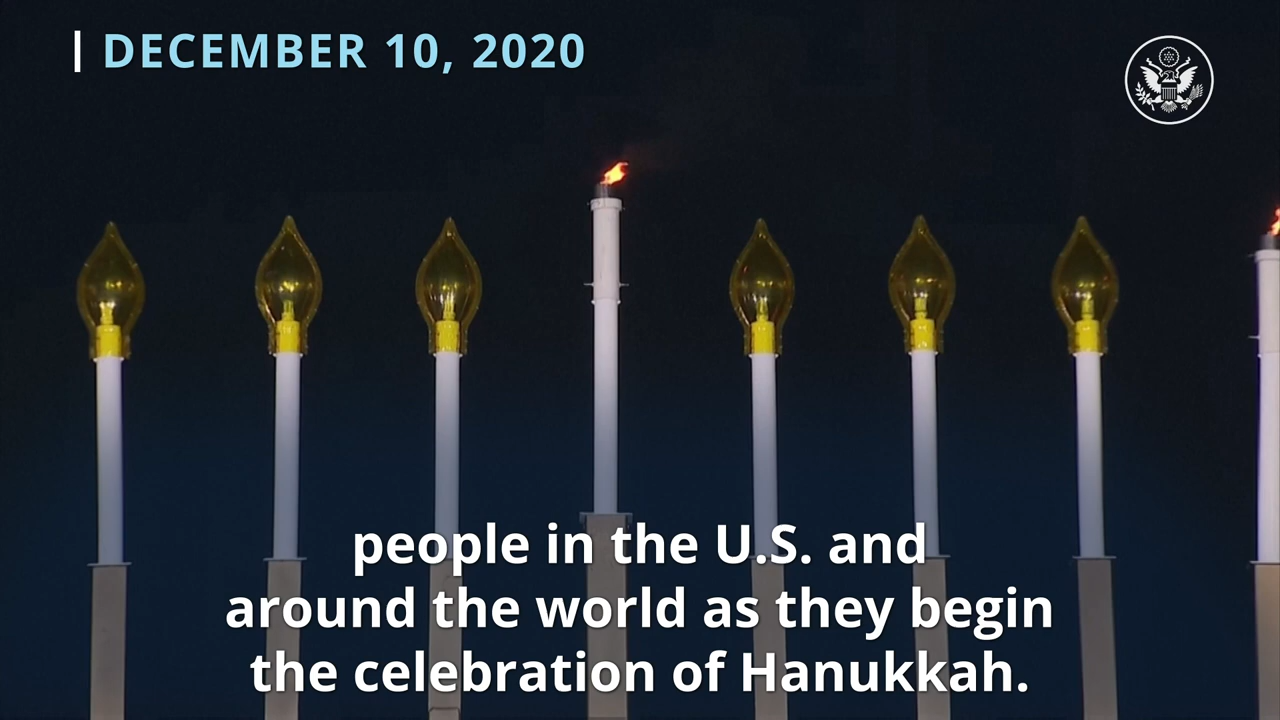 DECEMBER 10, 2020
people in the U.S. and
around the world as they begin
the celebration of Hanukkah.